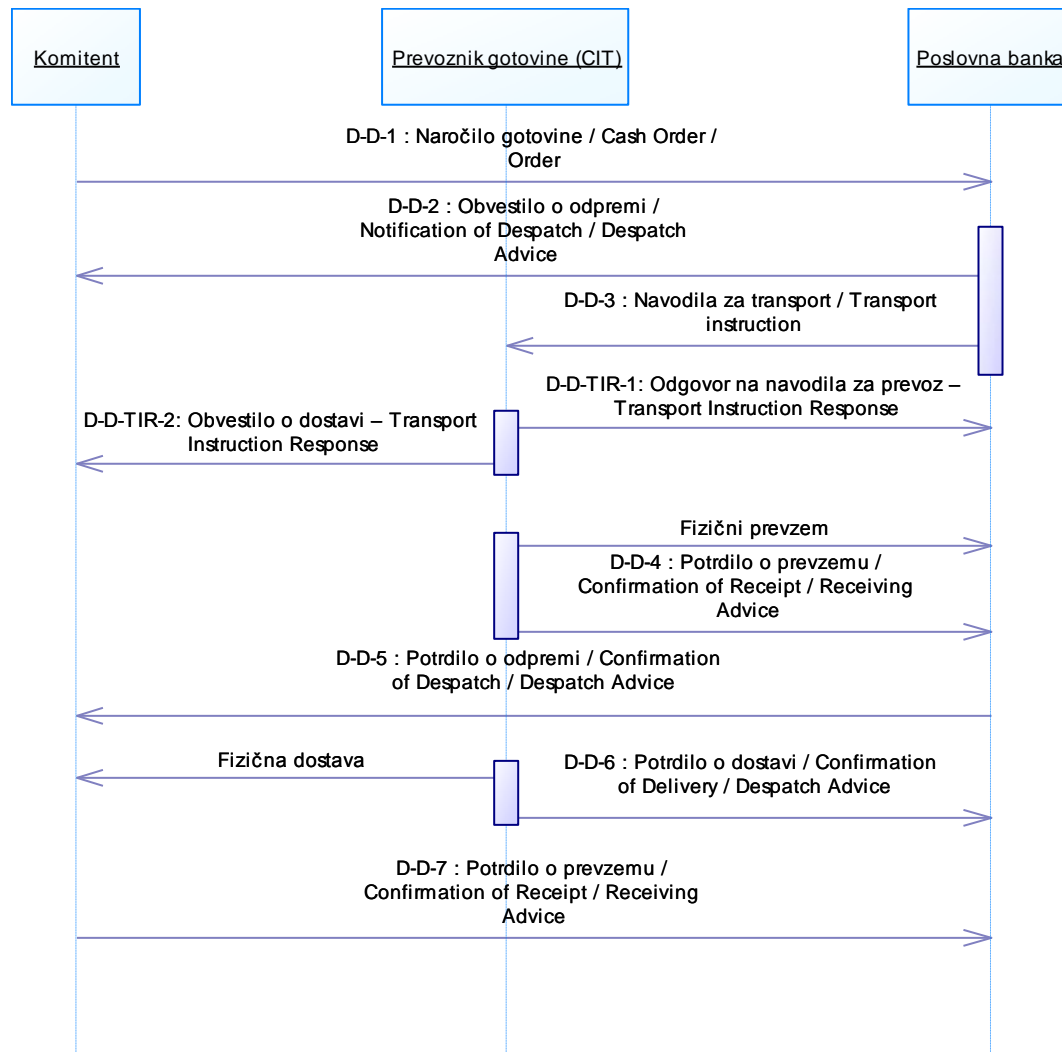 Komitent
Prevoznik gotovine (CIT)
Poslovna banka
D-D-1 : Naročilo gotovine / Cash Order /
Order
D-D-2 : Obvestilo o odpremi /
Notification of Despatch / Despatch
Advice
D-D-3 : Navodila za transport / Transport
instruction
D-D-TIR-1: Odgovor na navodila za prevoz –
Transport Instruction Response
D-D-TIR-2: Obvestilo o dostavi – Transport
Instruction Response
Fizični prevzem
D-D-4 : Potrdilo o prevzemu /
Confirmation of Receipt / Receiving
Advice
D-D-5 : Potrdilo o odpremi / Confirmation
of Despatch / Despatch Advice
Fizična dostava
D-D-6 : Potrdilo o dostavi / Confirmation
of Delivery / Despatch Advice
D-D-7 : Potrdilo o prevzemu /
Confirmation of Receipt / Receiving
Advice